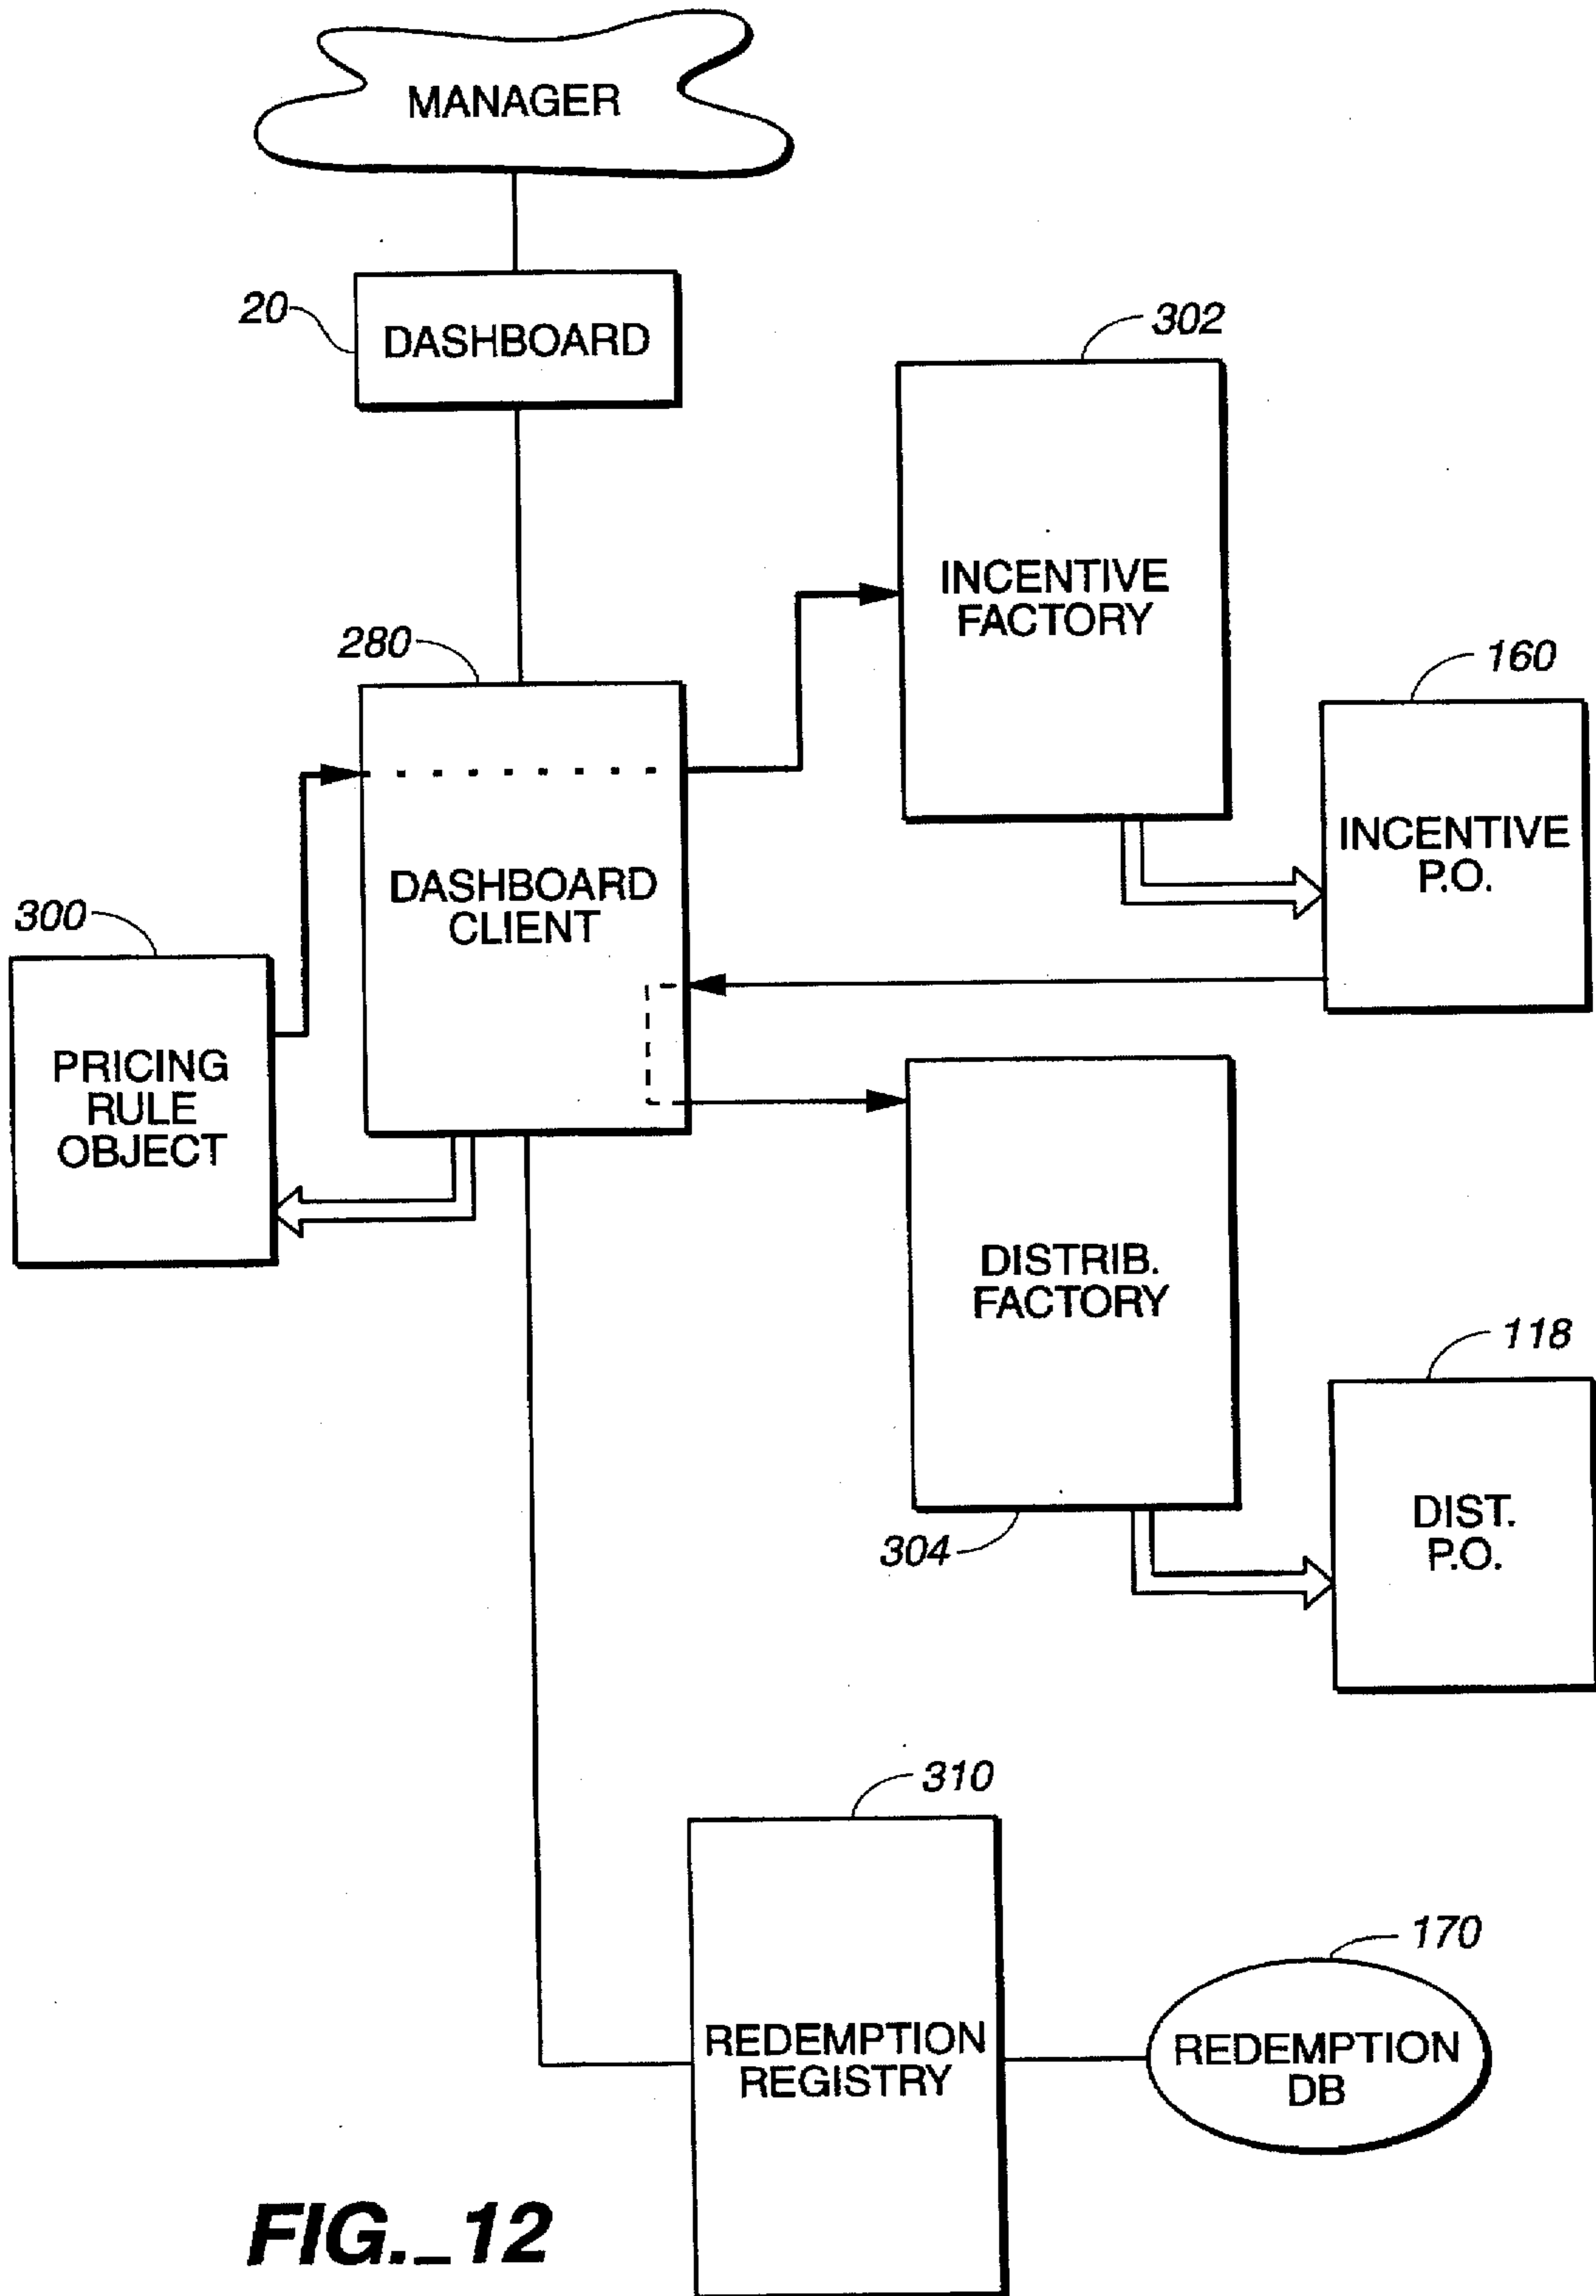 MANAGER
20
DASHBOARD
302
INCENTIVE
FACTORY
280
160
INCENTIVE
P.O.
DASHBOARD
CLIENT
300
PRICING
RULE
OBJECT
DISTRIB.
FACTORY
118
304
DIST.
P.O.
310
170
REDEMPTION
REGISTRY
REDEMPTION
DB
FIG._12